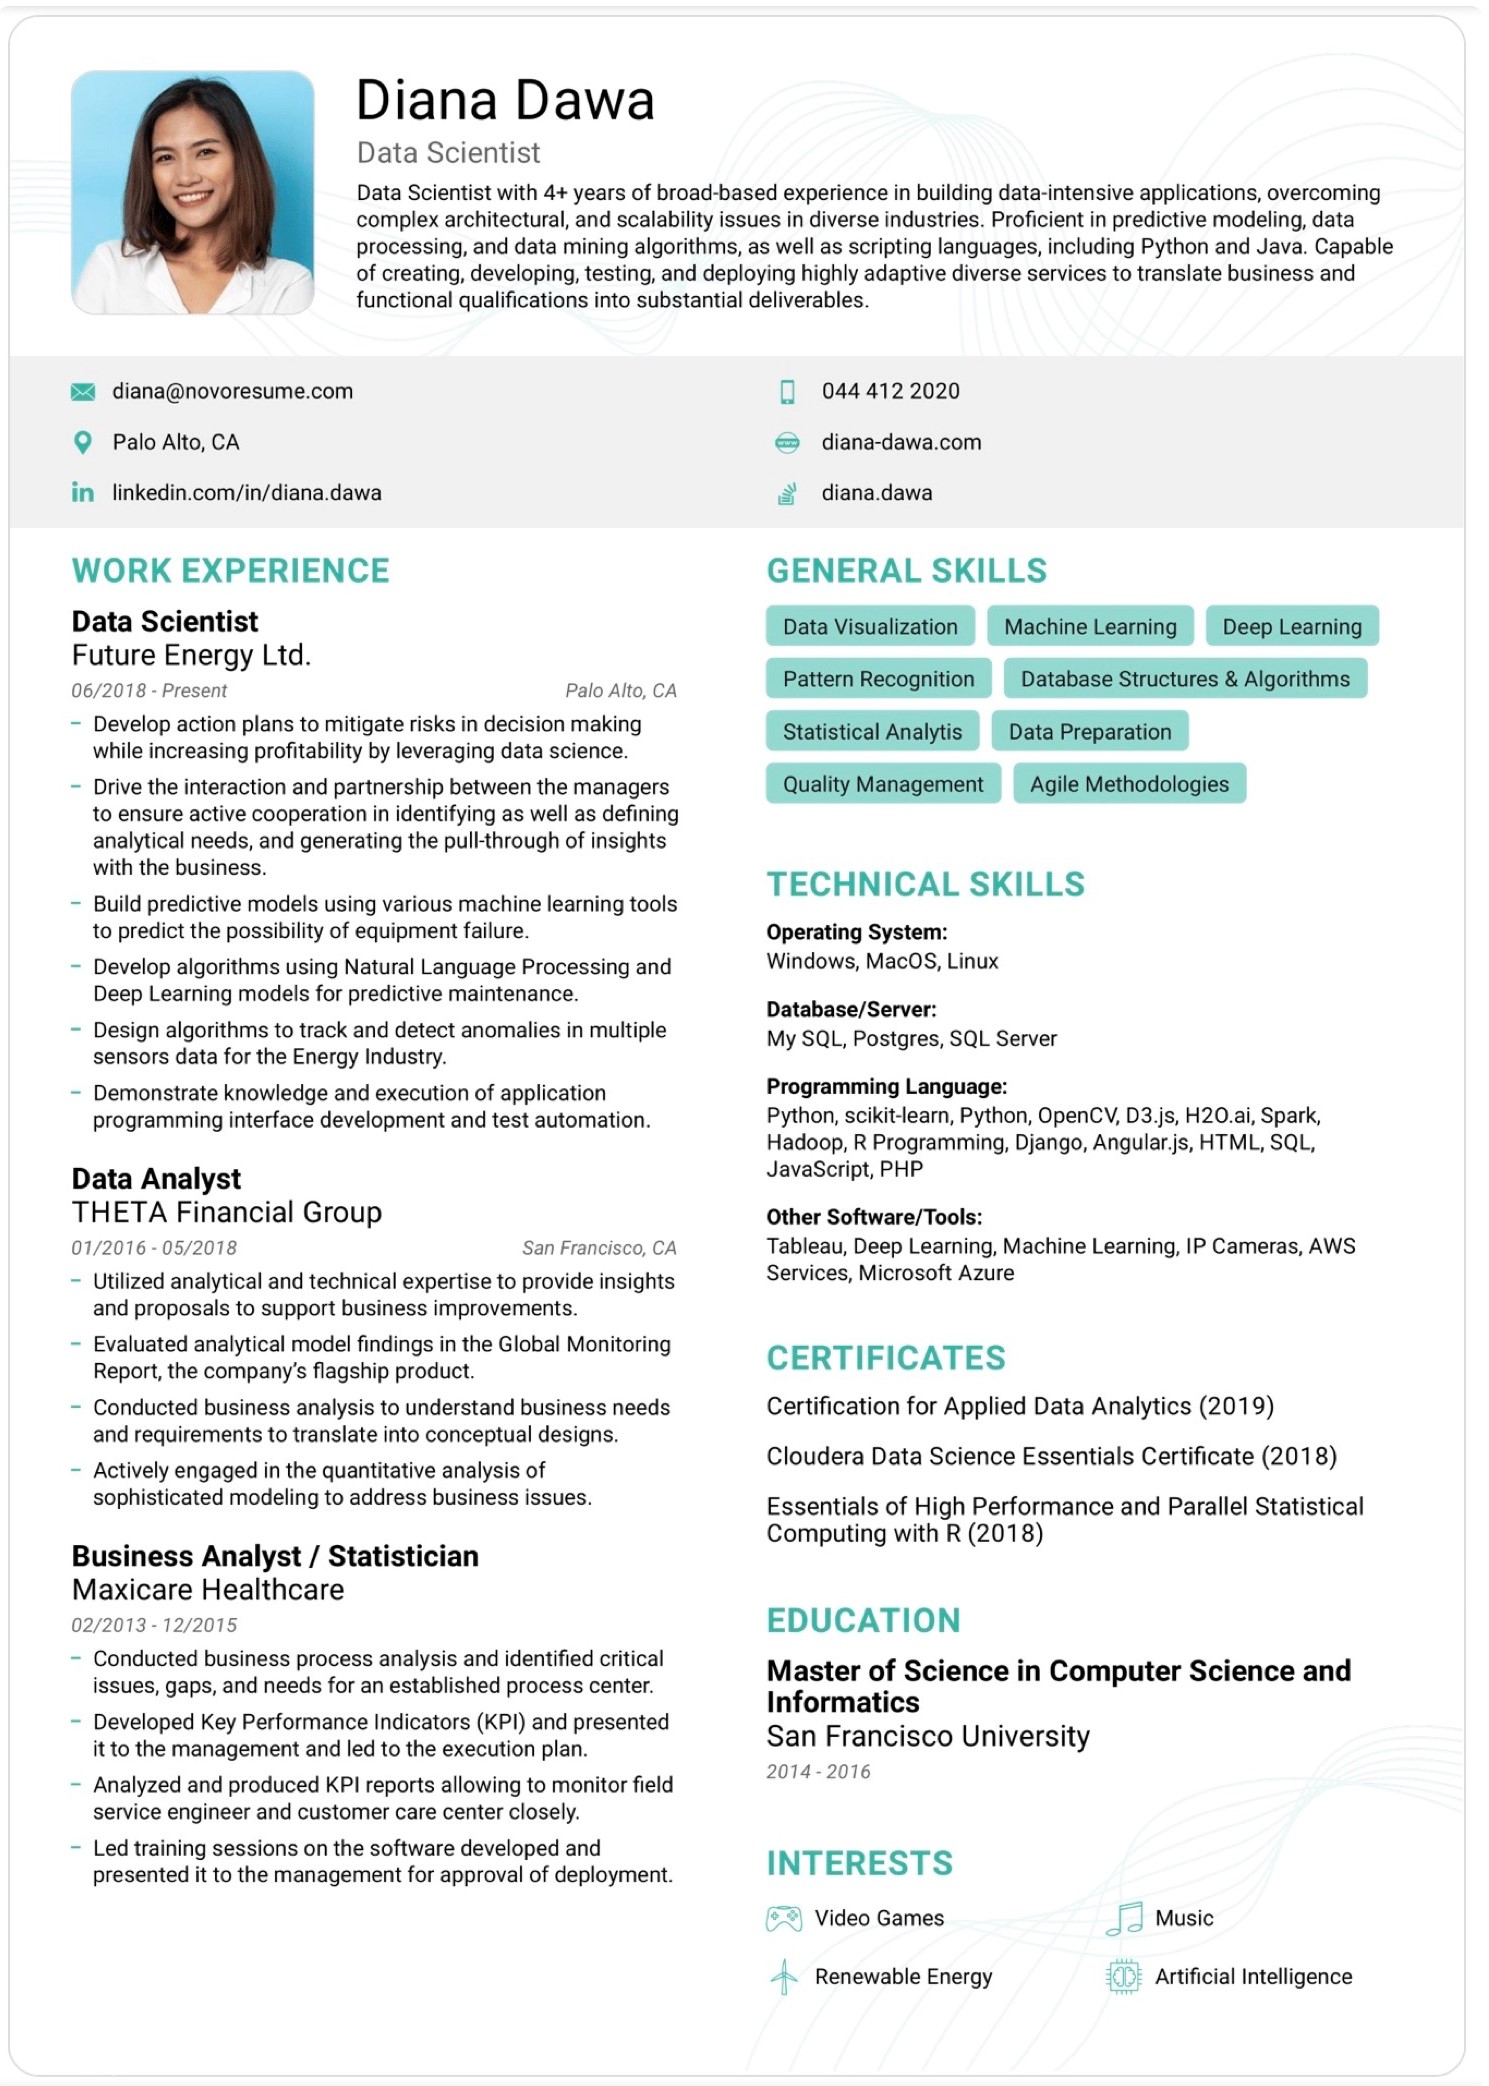 Diana Dawa
Data Scientist
Data Scientist with 4+ years of broad-based experience in building data-intensive applications, overcoming
complex architectural, and scalability issues in diverse industries. Proficient in predictive modeling, data
processing, and data mining algorithms, as well as scripting languages, including Python and Java. Capable
of creating, developing, testing, and deploying highly adaptive diverse services to translate business and
functional qualifications into substantial deliverables.
diana@novoresume.com
044 412 2020
Palo Alto, CA
www
diana-dawa.com
in linkedin.com/in/diana.dawa
diana.dawa
WORK EXPERIENCE
Data Scientist
Future Energy Ltd.
06/2018 - Present
Palo Alto, CA
– Develop action plans to mitigate risks in decision making
while increasing profitability by leveraging data science.
– Drive the interaction and partnership between the managers
to ensure active cooperation in identifying as well as defining
analytical needs, and generating the pull-through of insights
with the business.
– Build predictive models using various machine learning tools
to predict the possibility of equipment failure.
– Develop algorithms using Natural Language Processing and
Deep Learning models for predictive maintenance.
– Design algorithms to track and detect anomalies in multiple
sensors data for the Energy Industry.
– Demonstrate knowledge and execution of application
programming interface development and test automation.
Data Analyst
THETA Financial Group
01/2016 - 05/2018
San Francisco, CA
– Utilized analytical and technical expertise to provide insights
and proposals to support business improvements.
– Evaluated analytical model findings in the Global Monitoring
Report, the company’s flagship product.
– Conducted business analysis to understand business needs
and requirements to translate into conceptual designs.
– Actively engaged in the quantitative analysis of
sophisticated modeling to address business issues.
Business Analyst / Statistician
Maxicare Healthcare
02/2013 - 12/2015
– Conducted business process analysis and identified critical
issues, gaps, and needs for an established process center.
– Developed Key Performance Indicators (KPI) and presented
it to the management and led to the execution plan.
– Analyzed and produced KPI reports allowing to monitor field
service engineer and customer care center closely.
– Led training sessions on the software developed and
presented it to the management for approval of deployment.
GENERAL SKILLS
Data Visualization
Machine Learning
Deep Learning
Pattern Recognition
Database Structures & Algorithms
Statistical Analytis
Data Preparation
Quality Management
Agile Methodologies
TECHNICAL SKILLS
Operating System:
Windows, MacOS, Linux
Database/Server:
My SQL, Postgres, SQL Server
Programming Language:
Python, scikit-learn, Python, OpenCV, D3.js, H2O.ai, Spark,
Hadoop, R Programming, Django, Angular.js, HTML, SQL,
JavaScript, PHP
Other Software/Tools:
Tableau, Deep Learning, Machine Learning, IP Cameras, AWS
Services, Microsoft Azure
CERTIFICATES
Certification for Applied Data Analytics (2019)
Cloudera Data Science Essentials Certificate (2018)
Essentials of High Performance and Parallel Statistical
Computing with R (2018)
EDUCATION
Master of Science in Computer Science and
Informatics
San Francisco University
2014 - 2016
INTERESTS
Video Games
Music
Renewable Energy
Artificial Intelligence